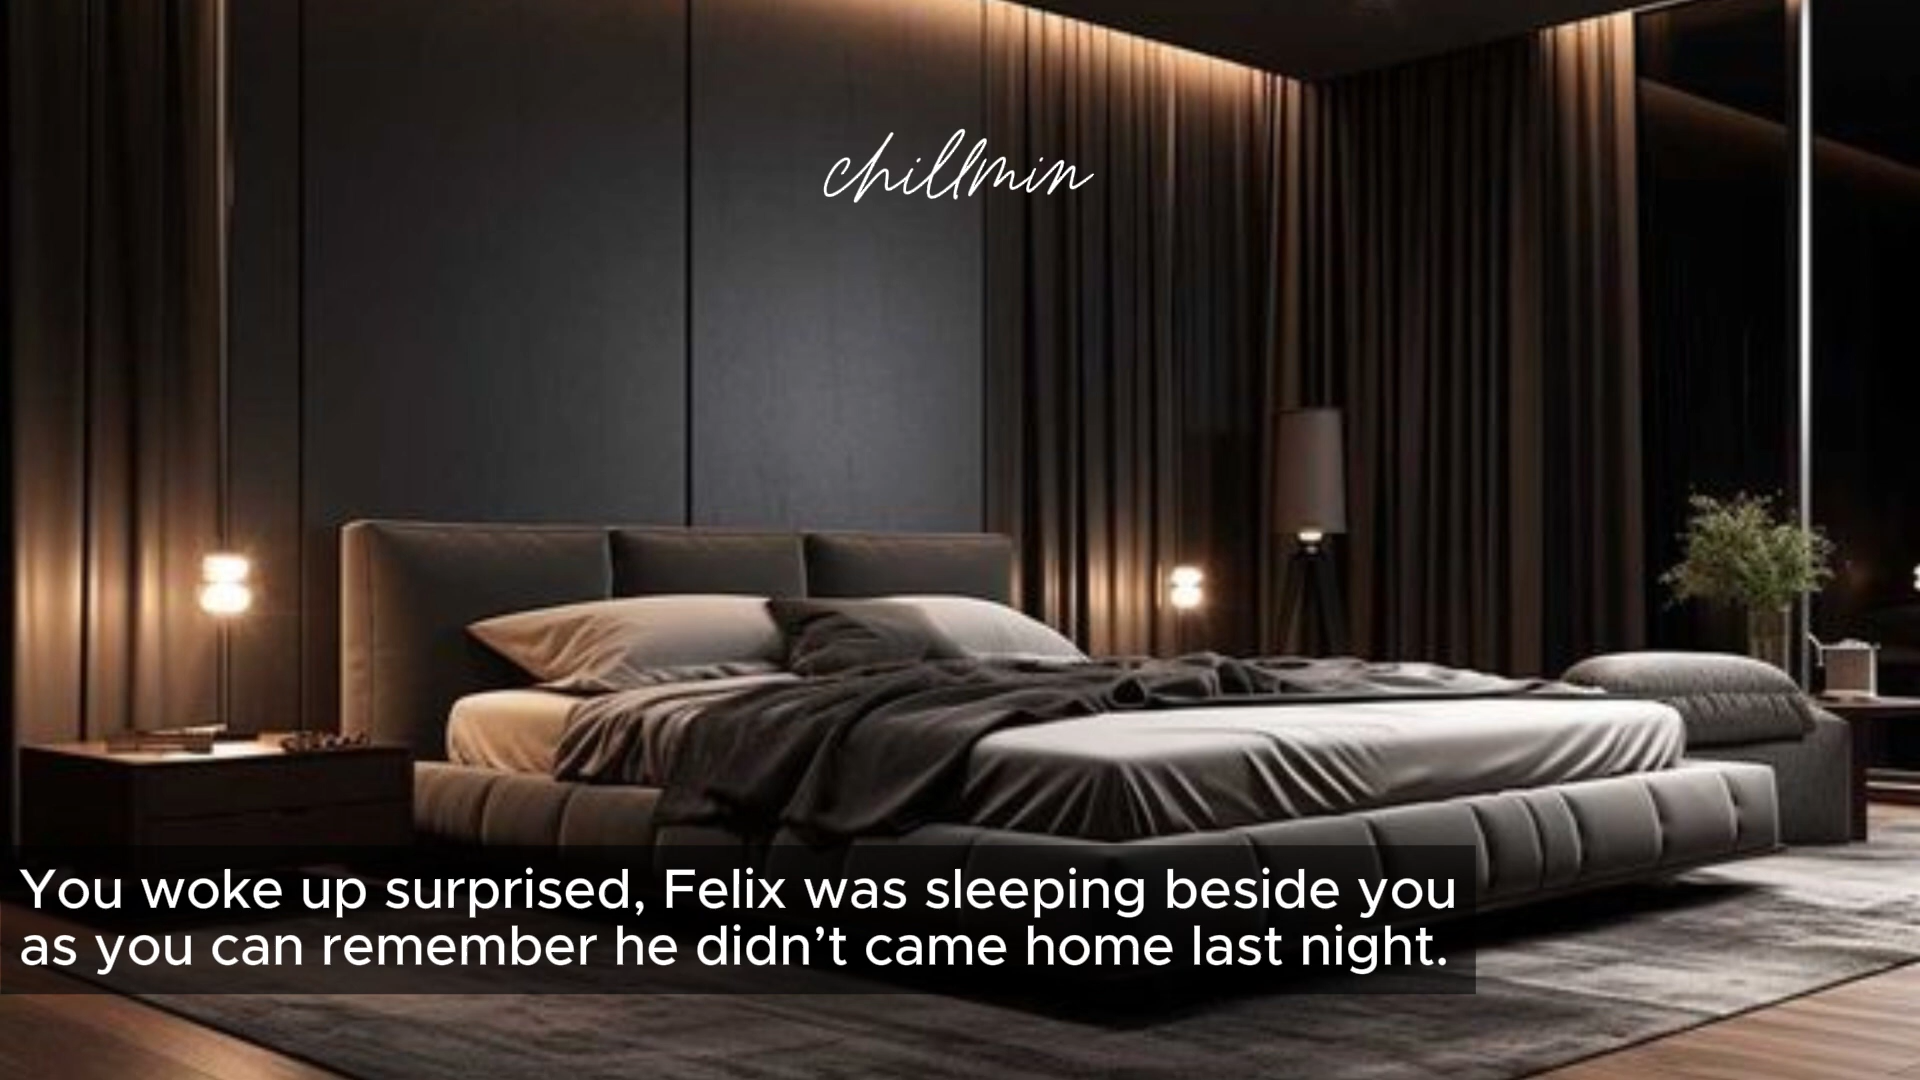 chillmin
You woke up surprised, Felix was sleeping beside you
as you can remember he didn’t came home last night.